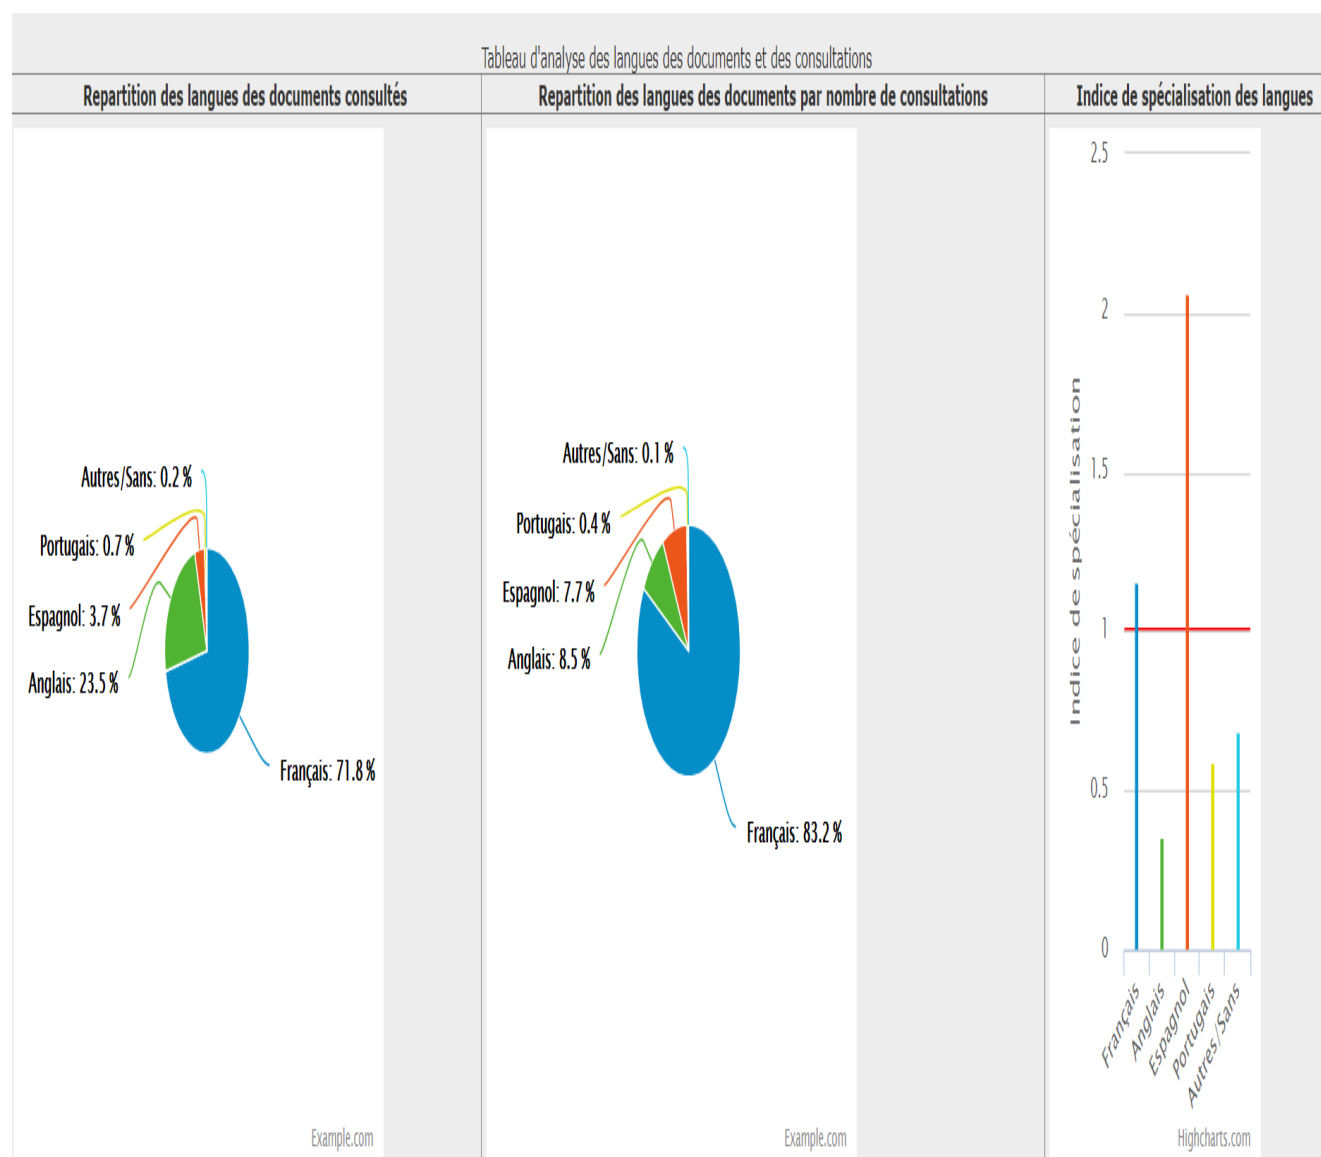 Tableau d'analyse des langues des documents et des consultations
Repartition des langues des documents consultés
Repartition des langues des documents par nombre de consultations
Indice de spécialisation des langues
Autres/Sans: 0.2 %
Portugais: 0.7 %
Espagnol: 3.7 %
Anglais: 23.5 %
Français: 71.8 %
Example.com
Autres/Sans: 0.1 %
Portugais: 0.4 %
Espagnol: 7.7 %
Anglais: 8.5 %
Français: 83.2 %
Example.com
Indice de spécialisation
2.5
2
1.5
1
0.5
0
Français
Anglais
Espagnol
Portugais
Autres/Sans
Highcharts.com